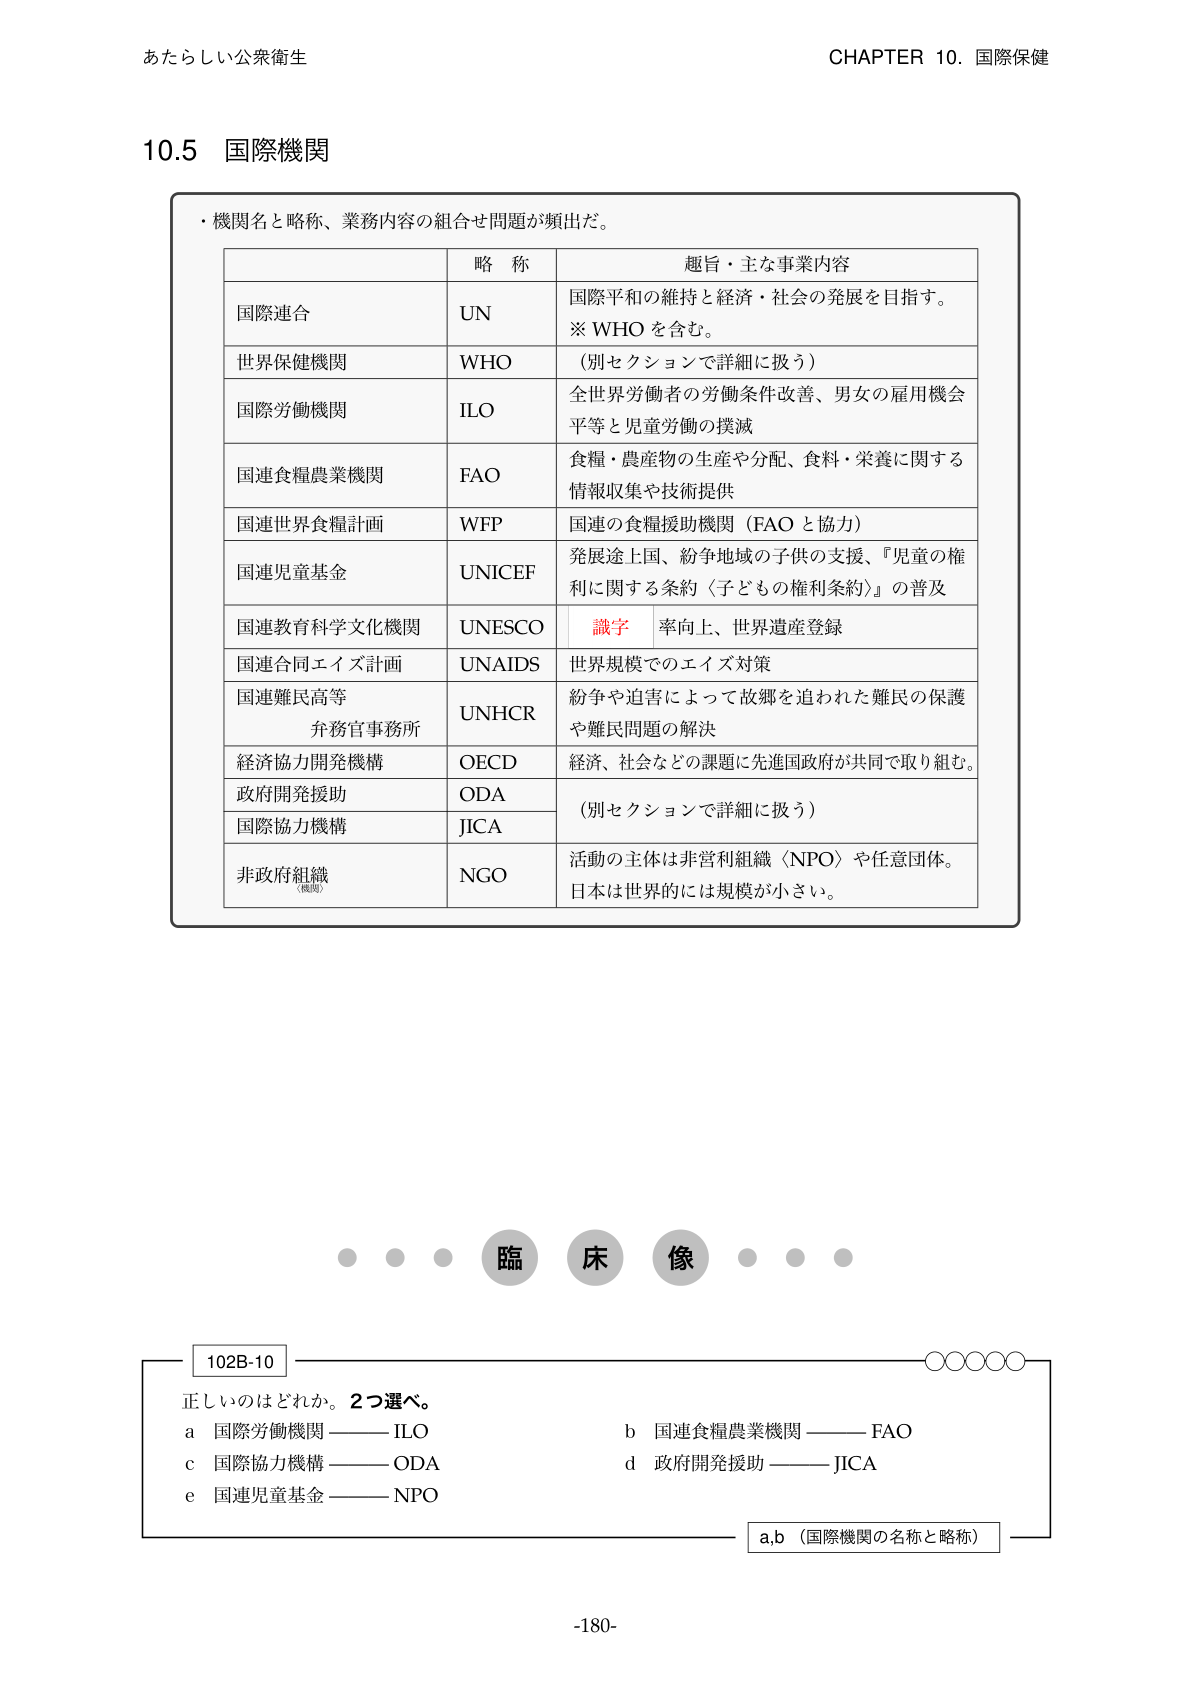 あたらしい公衆衛生
CHAPTER 10. 国際保健
10.5 国際機関
・機関名と略称、業務内容の組合せ問題が頻出だ。
略　称 趣旨・主な事業内容
国際連合 UN 国際平和の維持と経済・社会の発展を目指す。
※ WHO を含む。
世界保健機関 WHO （別セクションで詳細に扱う）
国際労働機関 ILO 全世界労働者の労働条件改善、男女の雇用機会
平等と児童労働の撲滅
国連食糧農業機関 FAO 食糧・農産物の生産や分配、食料・栄養に関する
情報収集や技術提供
国連世界食糧計画 WFP 国連の食糧援助機関（FAO と協力）
国連児童基金 UNICEF 発展途上国、紛争地域の子供の支援、『児童の権
利に関する条約〈子どもの権利条約〉』の普及
国連教育科学文化機関 UNESCO 識字 率向上、世界遺産登録
国連合同エイズ計画 UNAIDS 世界規模でのエイズ対策
国連難民高等
弁務官事務所 UNHCR 紛争や迫害によって故郷を追われた難民の保護
や難民問題の解決
経済協力開発機構 OECD 経済、社会などの課題に先進国政府が共同で取り組む。
政府開発援助 ODA （別セクションで詳細に扱う）
国際協力機構 JICA
非政府組織 NGO 活動の主体は非営利組織〈NPO〉や任意団体。
〈機関〉
日本は世界的には規模が小さい。
臨床像
102B-10
正しいのはどれか。2つ選べ。
a 国際労働機関 ――― ILO b 国連食糧農業機関 ――― FAO
c 国際協力機構 ――― ODA d 政府開発援助 ――― JICA
e 国連児童基金 ――― NPO
a,b （国際機関の名称と略称）
-180-